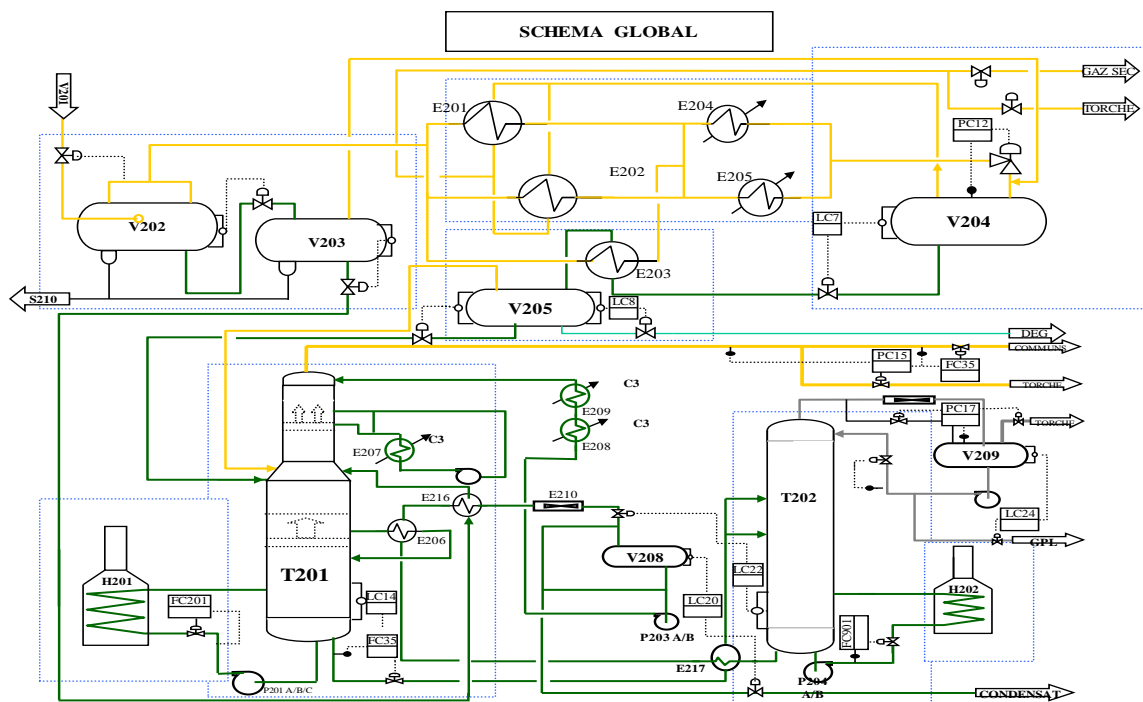 SCHEMA GLOBAL
V201
GAZ SEC
TORCHE
E201
E204
PC12
E202
E205
V202
V203
V204
LC7
E203
S210
V205
LC8
DEG
COMMUNS
PC15
FC35
TORCHE
C3
E209
C3
E208
C3
E207
PC17
TORCHE
V209
T202
E216
E210
E206
LC24
GPL
V208
H201
T201
LC22
H202
FC201
LC14
LC20
FC35
P203 A/B
FC901
E217
P201 A/B/C
P204
A/B
CONDENSAT